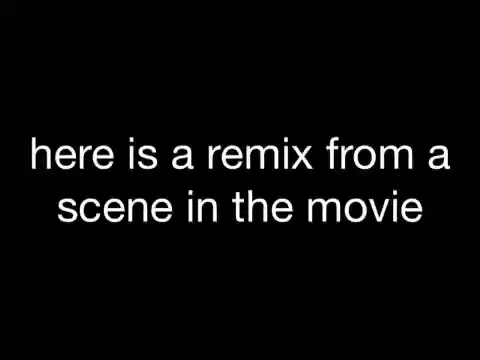 here is a remix from a
scene in the movie